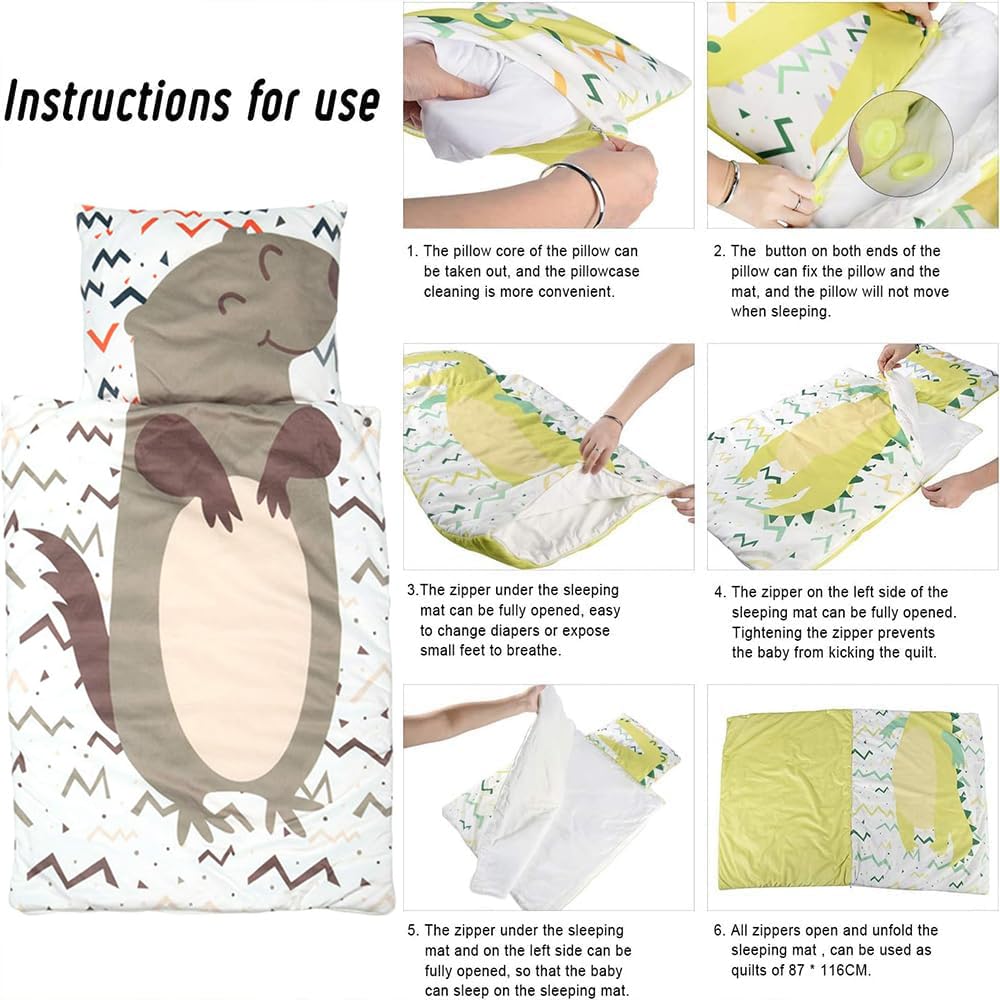 Instructions for use
1. The pillow core of the pillow can
be taken out, and the pillowcase
cleaning is more convenient.
2. The button on both ends of the
pillow can fix the pillow and the
mat, and the pillow will not move
when sleeping.
3.The zipper under the sleeping
mat can be fully opened, easy
to change diapers or expose
small feet to breathe.
4. The zipper on the left side of the
sleeping mat can be fully opened.
Tightening the zipper prevents
the baby from kicking the quilt.
5. The zipper under the sleeping
mat and on the left side can be
fully opened, so that the baby
can sleep on the sleeping mat.
6. All zippers open and unfold the
sleeping mat , can be used as
quilts of 87 * 116CM.